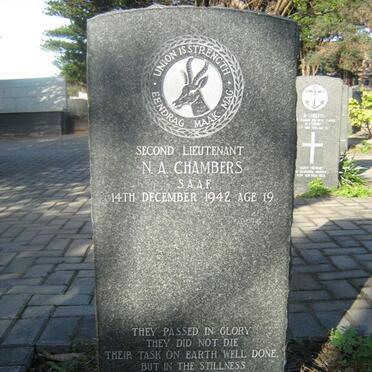 UNION IS STRENGTH
EENDRAG MAAK MAG
SECOND LIEUTENANT
N. A. CHAMBERS
S.A.A.F.
14TH DECEMBER 1942 AGE 19
THEY PASSED IN GLORY
THEY DID NOT DIE
THEIR TASK ON EARTH WELL DONE,
BUT IN THE STILLNESS